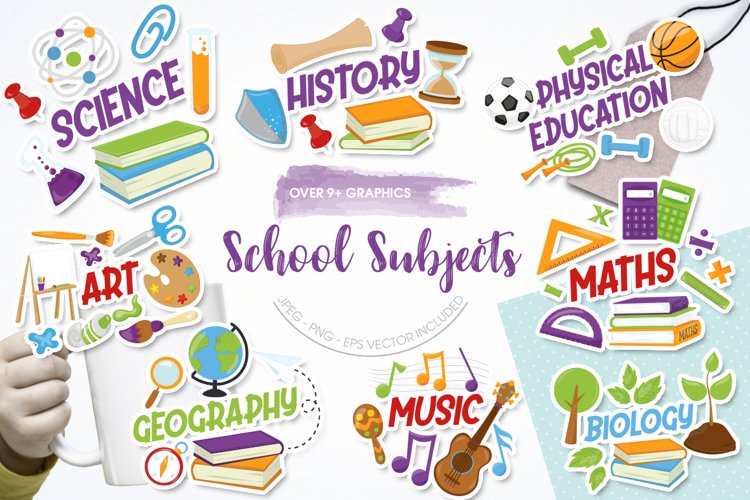 SCIENCE
HISTORY
PHYSICAL
EDUCATION
OVER 9+ GRAPHICS
School Subjects
JPEG - PNG - EPS VECTOR INCLUDED
ART
MATHS
MATHS
GEOGRAPHY
MUSIC
BIOLOGY